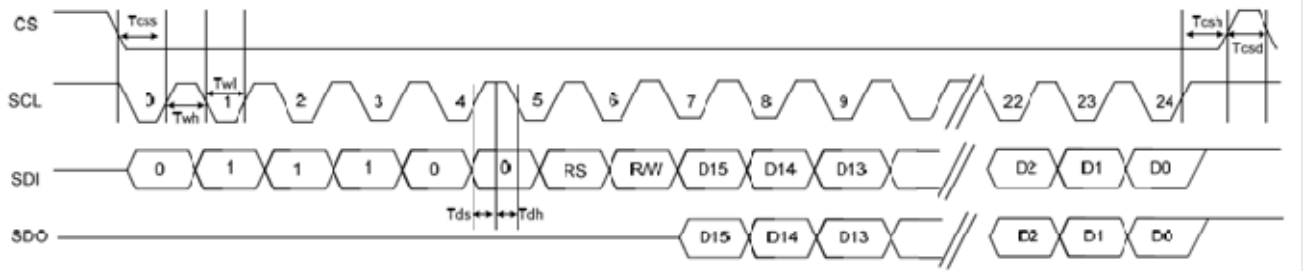 CS Tcss Tcsh Tcsd
SCL 0 Twh Twl 1 2 3 4 5 6 7 8 9 22 23 24
SDI 0 1 1 1 0 0 RS R/W D15 D14 D13 D2 D1 D0
Tds Tdh
SDO D15 D14 D13 D2 D1 D0